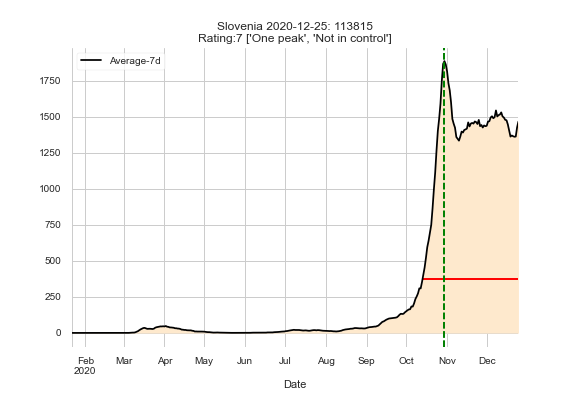 Slovenia 2020-12-25: 113815
Rating:7 ['One peak', 'Not in control']
Average-7d
1750
1500
1250
1000
750
500
250
0
Feb Mar Apr May Jun Jul Aug Sep Oct Nov Dec
2020
Date